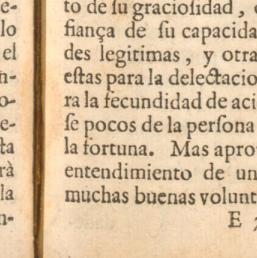 e-
lo
el
n-
o-
e-
ta
rà
la
n-
to de ſu gracioſidad,
fiança de ſu capacida
des legitimas, y otra
eſtas para la delectacio
ra la fecundidad de aci
ſe pocos de la perſona
la fortuna. Mas apro
entendimiento de un
muchas buenas volunt
E